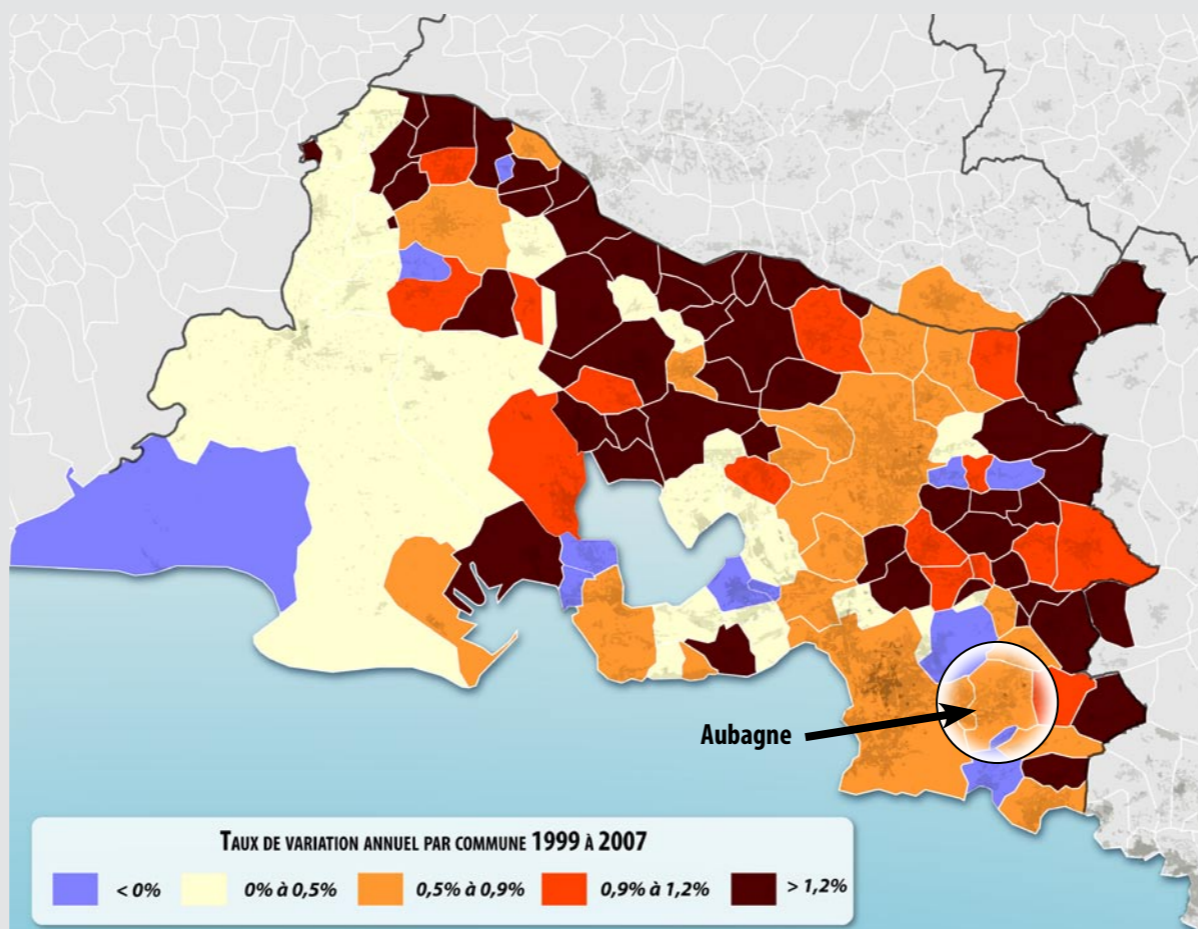 Aubagne
TAUX DE VARIATION ANNUEL PAR COMMUNE 1999 À 2007
< 0%
0% à 0,5%
0,5% à 0,9%
0,9% à 1,2%
> 1,2%